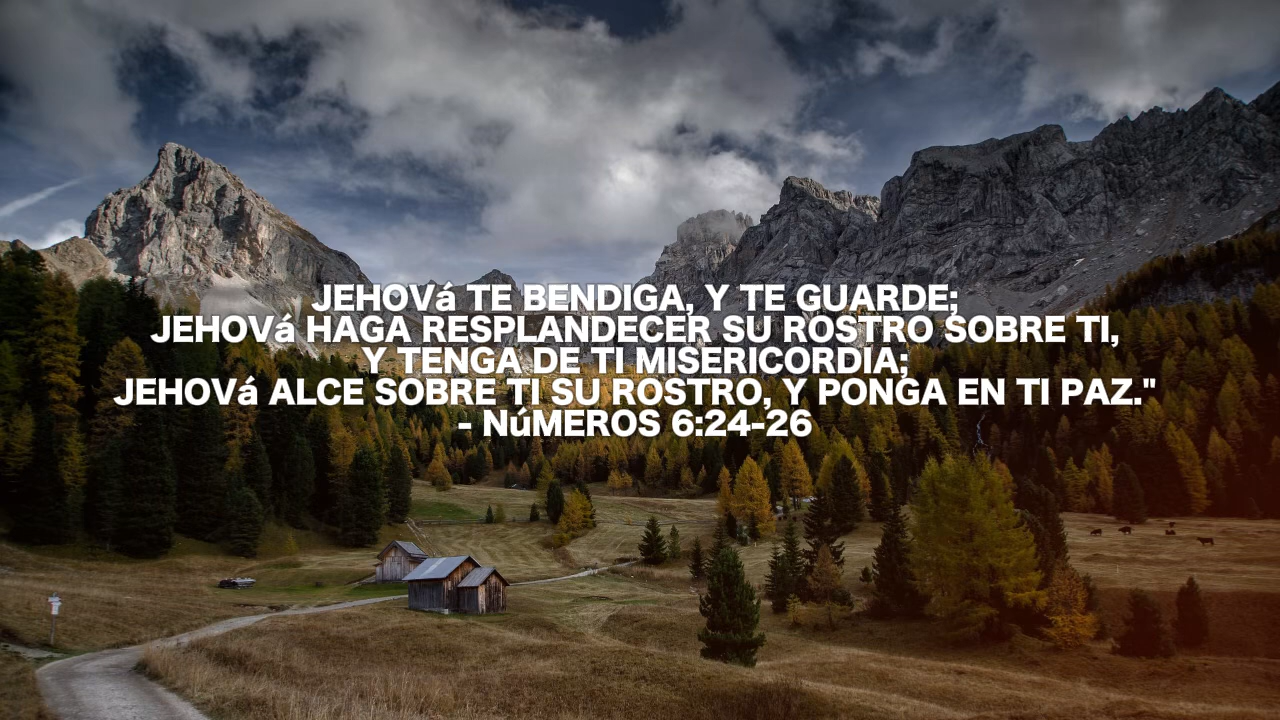 JEHOVá TE BENDIGA, Y TE GUARDE;
JEHOVá HAGA RESPLANDECER SU ROSTRO SOBRE TI,
Y TENGA DE TI MISERICORDIA;
JEHOVá ALCE SOBRE TI SU ROSTRO, Y PONGA EN TI PAZ."
- NúMEROS 6:24-26